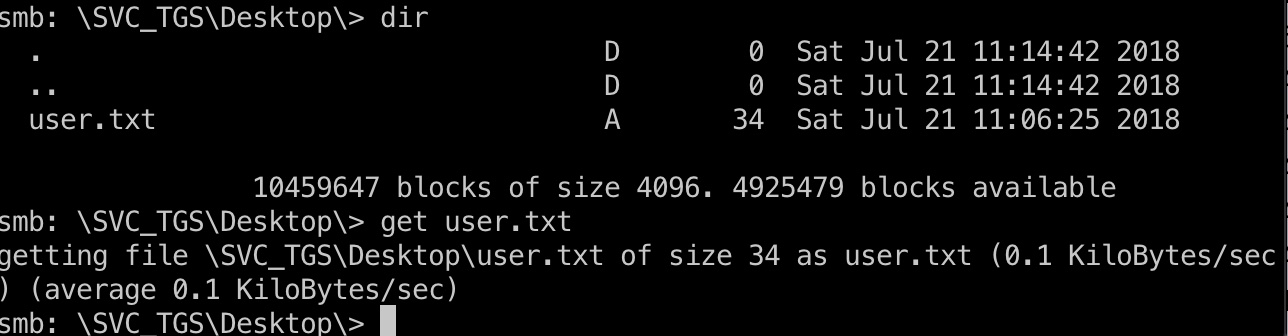 smb: \SVC_TGS\Desktop\> dir
. D 0 Sat Jul 21 11:14:42 2018
.. D 0 Sat Jul 21 11:14:42 2018
user.txt A 34 Sat Jul 21 11:06:25 2018
10459647 blocks of size 4096. 4925479 blocks available
smb: \SVC_TGS\Desktop\> get user.txt
getting file \SVC_TGS\Desktop\user.txt of size 34 as user.txt (0.1 KiloBytes/sec
) (average 0.1 KiloBytes/sec)
smb: \SVC_TGS\Desktop\>